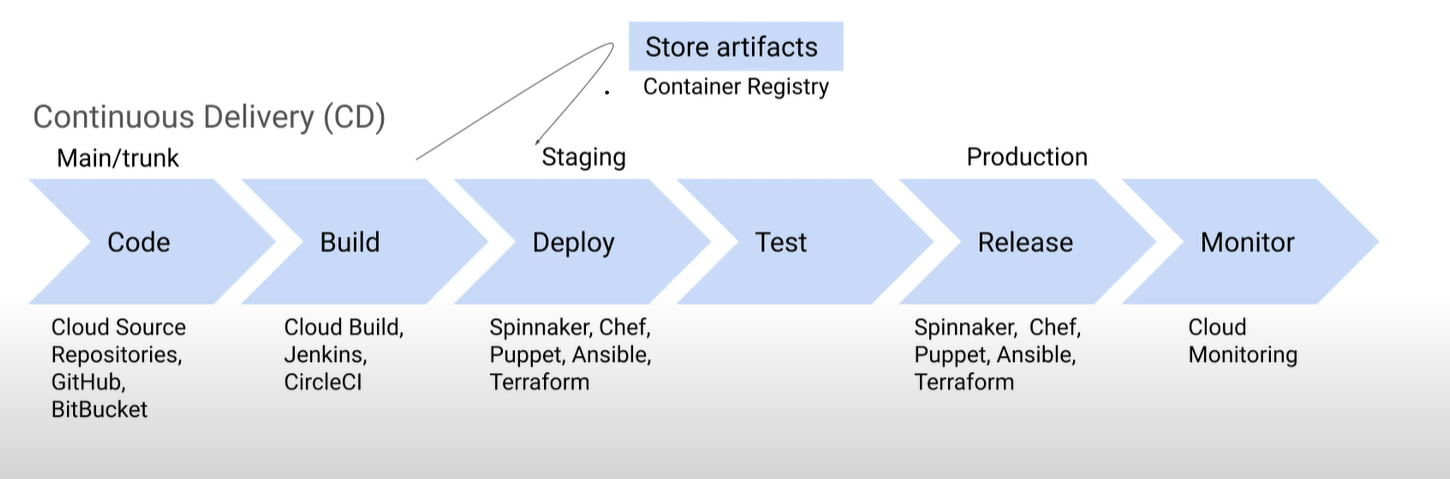 Store artifacts
Container Registry
Continuous Delivery (CD)
Main/trunk
Staging
Production
Code
Build
Deploy
Test
Release
Monitor
Cloud Source
Repositories,
GitHub,
BitBucket
Cloud Build,
Jenkins,
CircleCI
Spinnaker, Chef,
Puppet, Ansible,
Terraform
Spinnaker, Chef,
Puppet, Ansible,
Terraform
Cloud
Monitoring